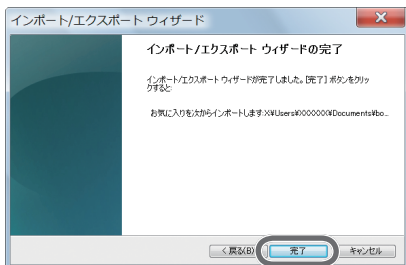 インポート/エクスポート ウィザード
インポート/エクスポート ウィザードの完了
インポート/エクスポート ウィザードが完了しました。[完了] ボタンをクリッ
クすると:
お気に入りを次からインポートします:X¥Users¥XXXXXX¥Documents¥bo...
< 戻る(B)
完了
キャンセル